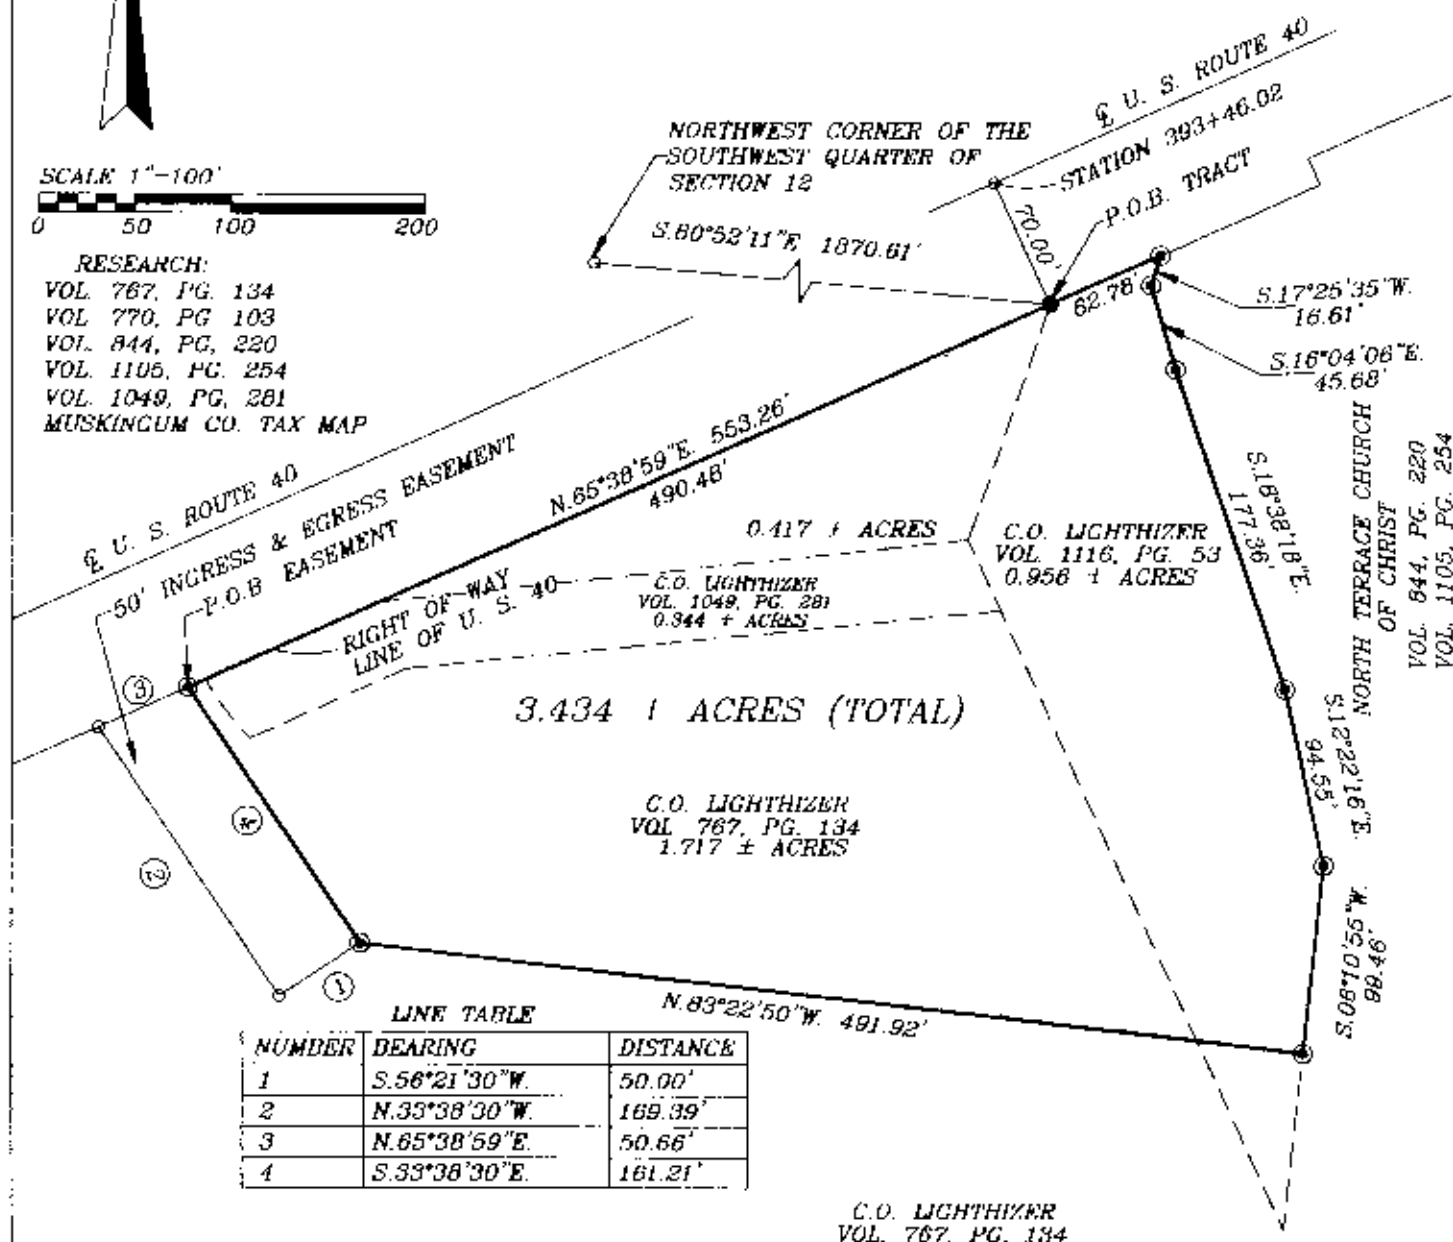 SCALE 1"-100'
0 50 100 200
RESEARCH:
VOL. 767, PG. 134
VOL 770, PG 103
VOL. 844, PG, 220
VOL. 1105, PG. 254
VOL. 1049, PG, 281
MUSKINGUM CO. TAX MAP
NORTHWEST CORNER OF THE
SOUTHWEST QUARTER OF
SECTION 12
S.80°52'11"E 1870.61'
℄ U. S. ROUTE 40
STATION 393+46.02
P.O.B. TRACT
70.00'
62.78'
S.17°25'35"W.
16.61'
S.16°04'06"E.
45.68'
S.18°38'18"E.
177.36'
NORTH TERRACE CHURCH
OF CHRIST
VOL. 844, PG. 220
VOL. 1105, PG. 254
S.12°22'16"E.
94.55'
S.06°10'55"W.
99.46'
N.65°38'59"E. 553.26'
490.48'
℄ U. S. ROUTE 40
50' INGRESS & EGRESS EASEMENT
P.O.B EASEMENT
RIGHT OF WAY
LINE OF U. S. 40
0.417 ± ACRES
C.O. LIGHTHIZER
VOL. 1049, PG. 281
0.344 ± ACRES
C.O. LIGHTHIZER
VOL. 1116, PG. 53
0.956 ± ACRES
3.434 ± ACRES (TOTAL)
C.O. LIGHTHIZER
VOL 767, PG. 134
1.717 ± ACRES
3
4
2
1
N.83°22'50"W. 491.92'
LINE TABLE
NUMBER BEARING DISTANCE
1 S.56°21'30"W. 50.00'
2 N.33°38'30"W. 169.39'
3 N.65°38'59"E. 50.66'
4 S.33°38'30"E. 161.21'
C.O. LIGHTHIZER
VOL. 767, PG. 134